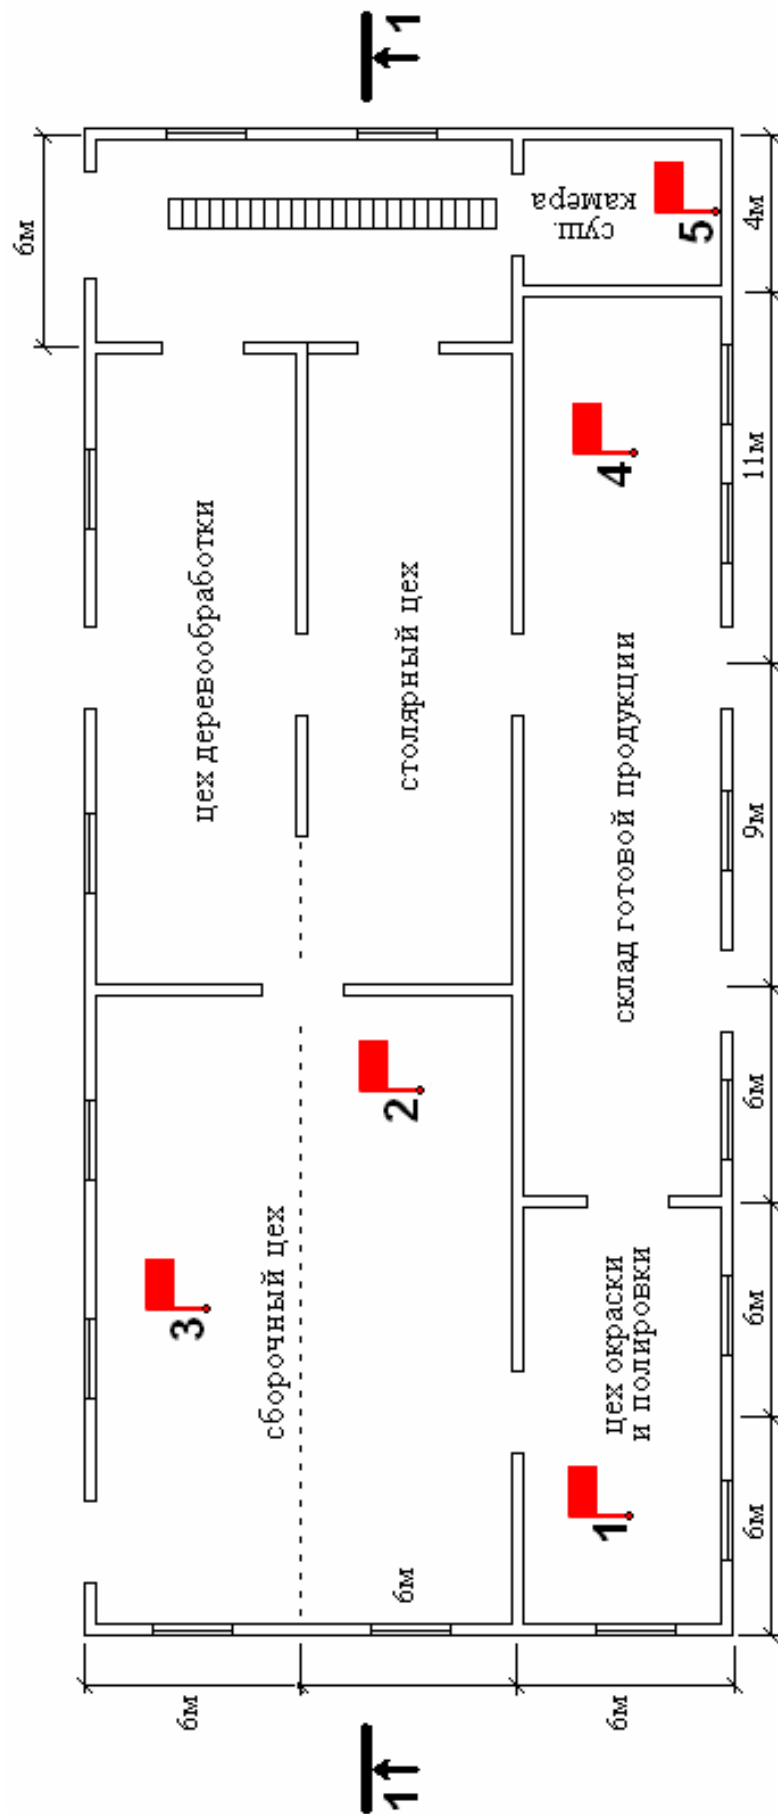 6м
6м
3
сборочный цех
цех деревообработки
1
1
6м
2
столярный цех
суш.
камера
6м
1
цех окраски
и полировки
склад готовой продукции
4
5
6м
6м
6м
9м
11м
4м